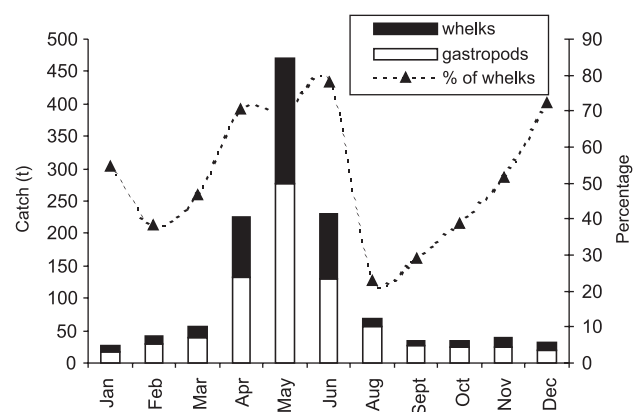 whelks
gastropods
% of whelks
Catch (t)
500
450
400
350
300
250
200
150
100
50
0
90
80
70
60
50
40
30
20
10
0
Percentage
Jan
Feb
Mar
Apr
May
Jun
Aug
Sept
Oct
Nov
Dec